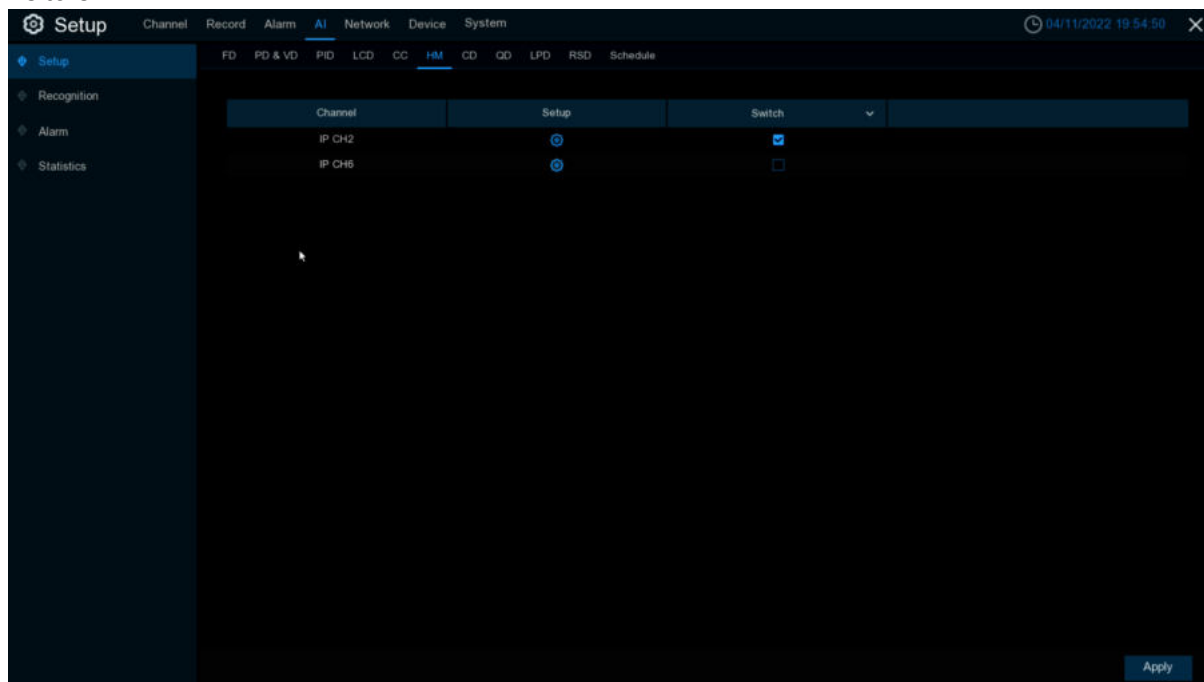 Setup Channel Record Alarm AI Network Device System 04/11/2022 19:54:50
Setup
Recognition
Alarm
Statistics
FD PD & VD PID LCD CC HM CD QD LPD RSD Schedule
Channel Setup Switch
IP CH2
IP CH6
Apply